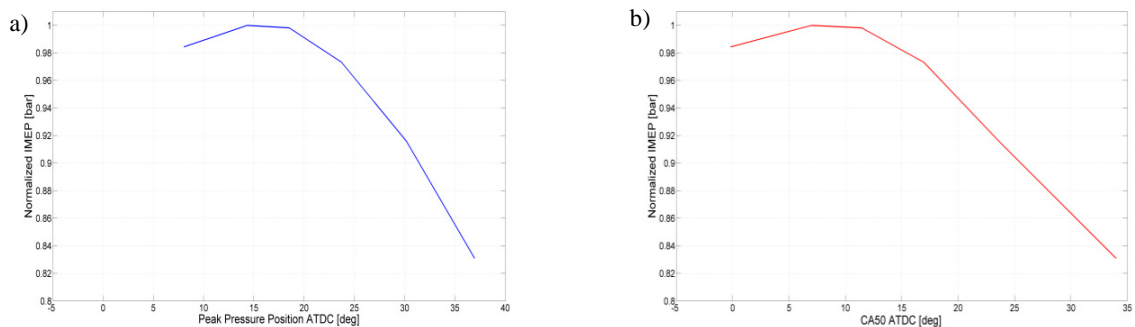 a)
Normalized IMEP [bar]
1
0.98
0.96
0.94
0.92
0.9
0.88
0.86
0.84
0.82
0.8
-5 0 5 10 15 20 25 30 35 40
Peak Pressure Position ATDC [deg]
b)
Normalized IMEP [bar]
1
0.98
0.96
0.94
0.92
0.9
0.88
0.86
0.84
0.82
0.8
-5 0 5 10 15 20 25 30 35
CA50 ATDC [deg]